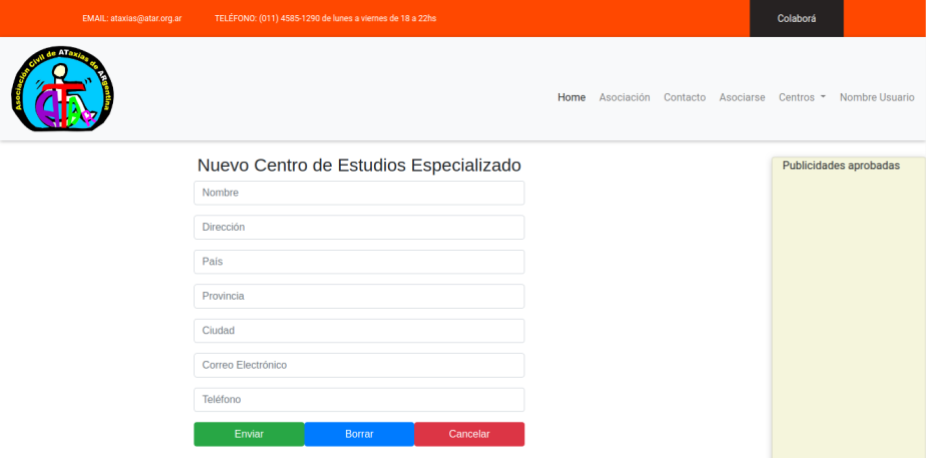 EMAIL: ataxias@atar.org.ar TELÉFONO: (011) 4585-1290 de lunes a viernes de 18 a 22hs Colaborá
Asociación Civil de ATaxias de ARgentina
ATAR
Home Asociación Contacto Asociarse Centros Nombre Usuario
Nuevo Centro de Estudios Especializado
Publicidades aprobadas
Nombre
Dirección
País
Provincia
Ciudad
Correo Electrónico
Teléfono
Enviar Borrar Cancelar